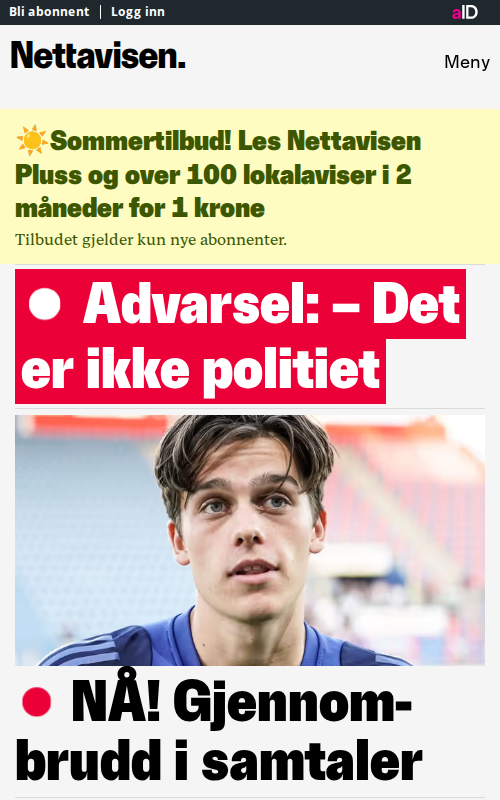 Bli abonnent | Logg inn
aID
Nettavisen.
Meny
☀️Sommertilbud! Les Nettavisen
Pluss og over 100 lokalaviser i 2
måneder for 1 krone
Tilbudet gjelder kun nye abonnenter.
Advarsel: – Det
er ikke politiet
NÅ! Gjennom-
brudd i samtaler